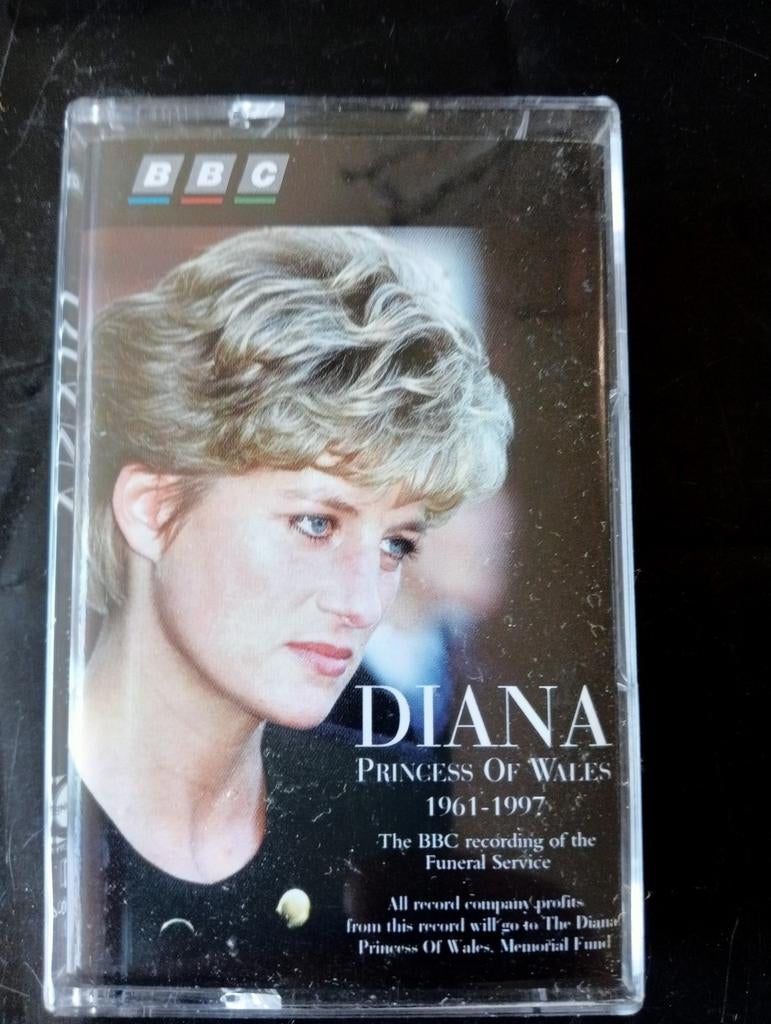 BBC
DIANA
PRINCESS OF WALES
1961-1997
The BBC recording of the
Funeral Service
All record company profits
from this record will go to The Diana
Princess Of Wales. Memorial Fund